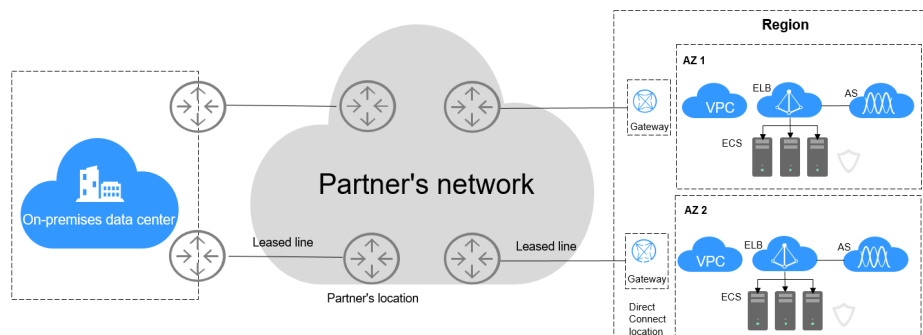 Region
AZ 1
ELB
AS
VPC
Gateway
ECS
Partner's network
On-premises data center
AZ 2
Leased line
Leased line
ELB
AS
VPC
Gateway
ECS
Partner's location
Direct
Connect
location